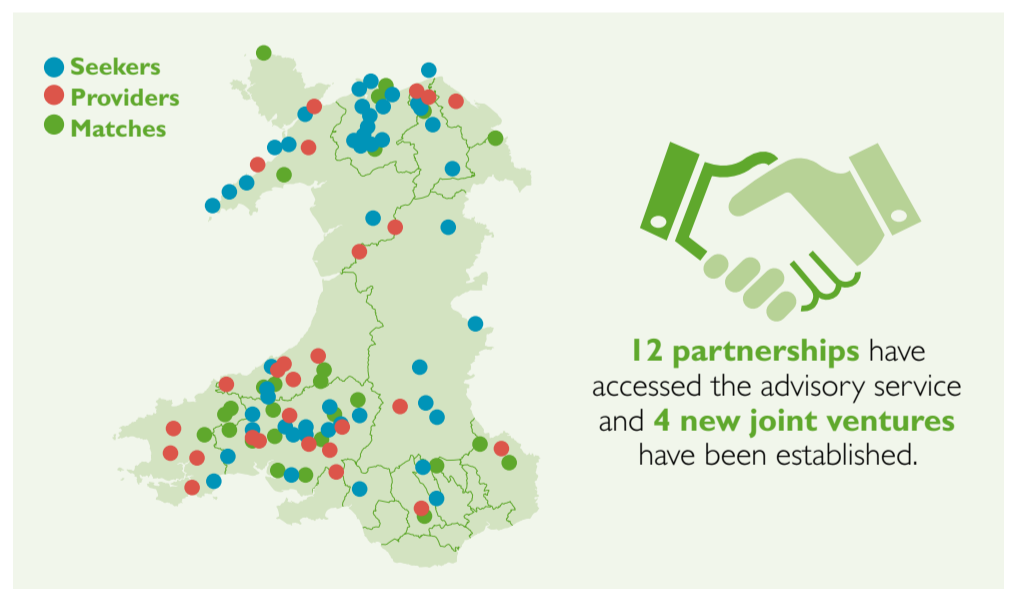 Seekers
Providers
Matches
12 partnerships have
accessed the advisory service
and 4 new joint ventures
have been established.